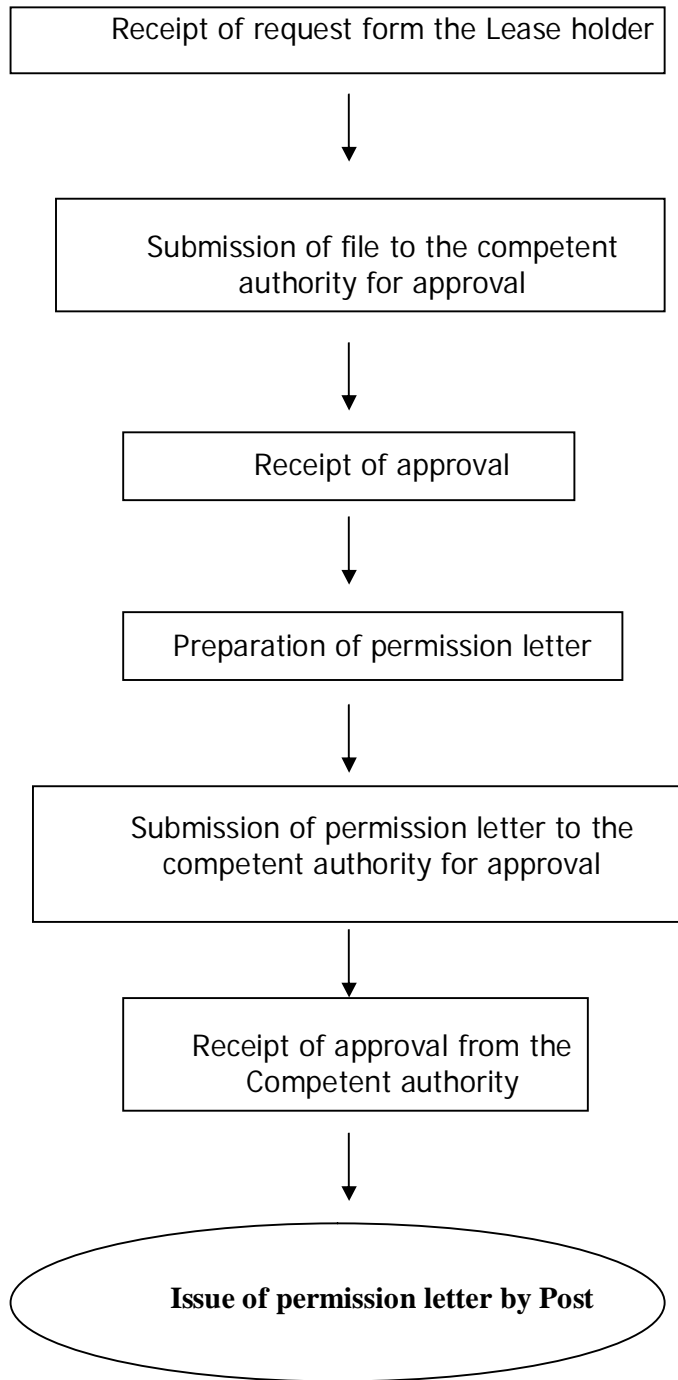 Receipt of request form the Lease holder
Submission of file to the competent
authority for approval
Receipt of approval
Preparation of permission letter
Submission of permission letter to the
competent authority for approval
Receipt of approval from the
Competent authority
Issue of permission letter by Post